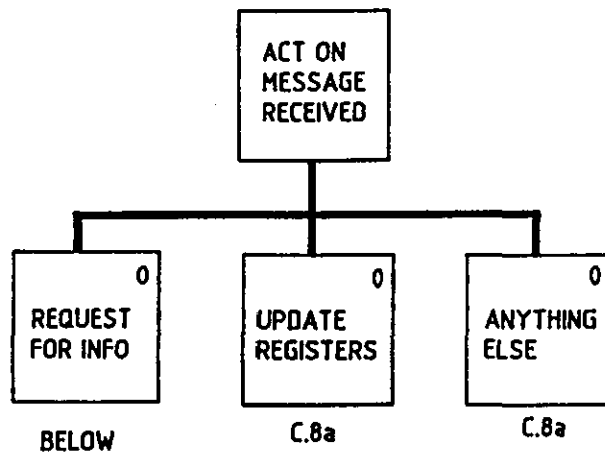 ACT ON
MESSAGE
RECEIVED
0
REQUEST
FOR INFO
0
UPDATE
REGISTERS
0
ANYTHING
ELSE
BELOW
C.8a
C.8a